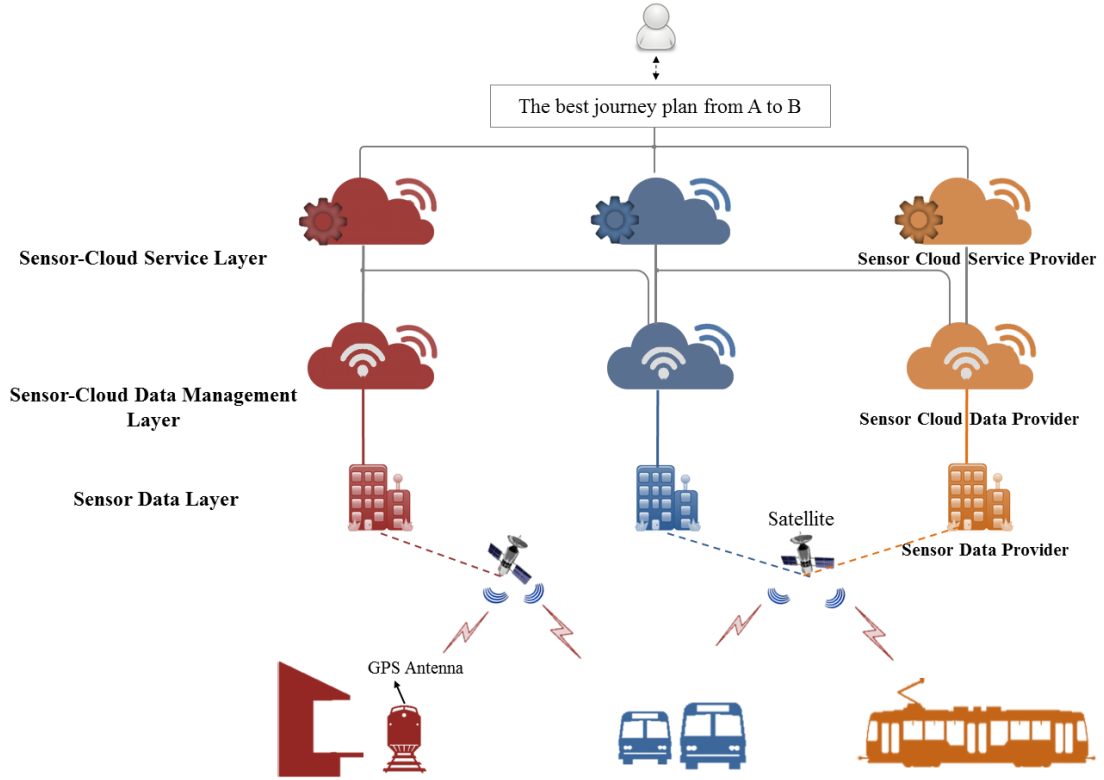 The best journey plan from A to B
Sensor-Cloud Service Layer
Sensor Cloud Service Provider
Sensor-Cloud Data Management
Layer
Sensor Cloud Data Provider
Sensor Data Layer
Satellite
Sensor Data Provider
GPS Antenna